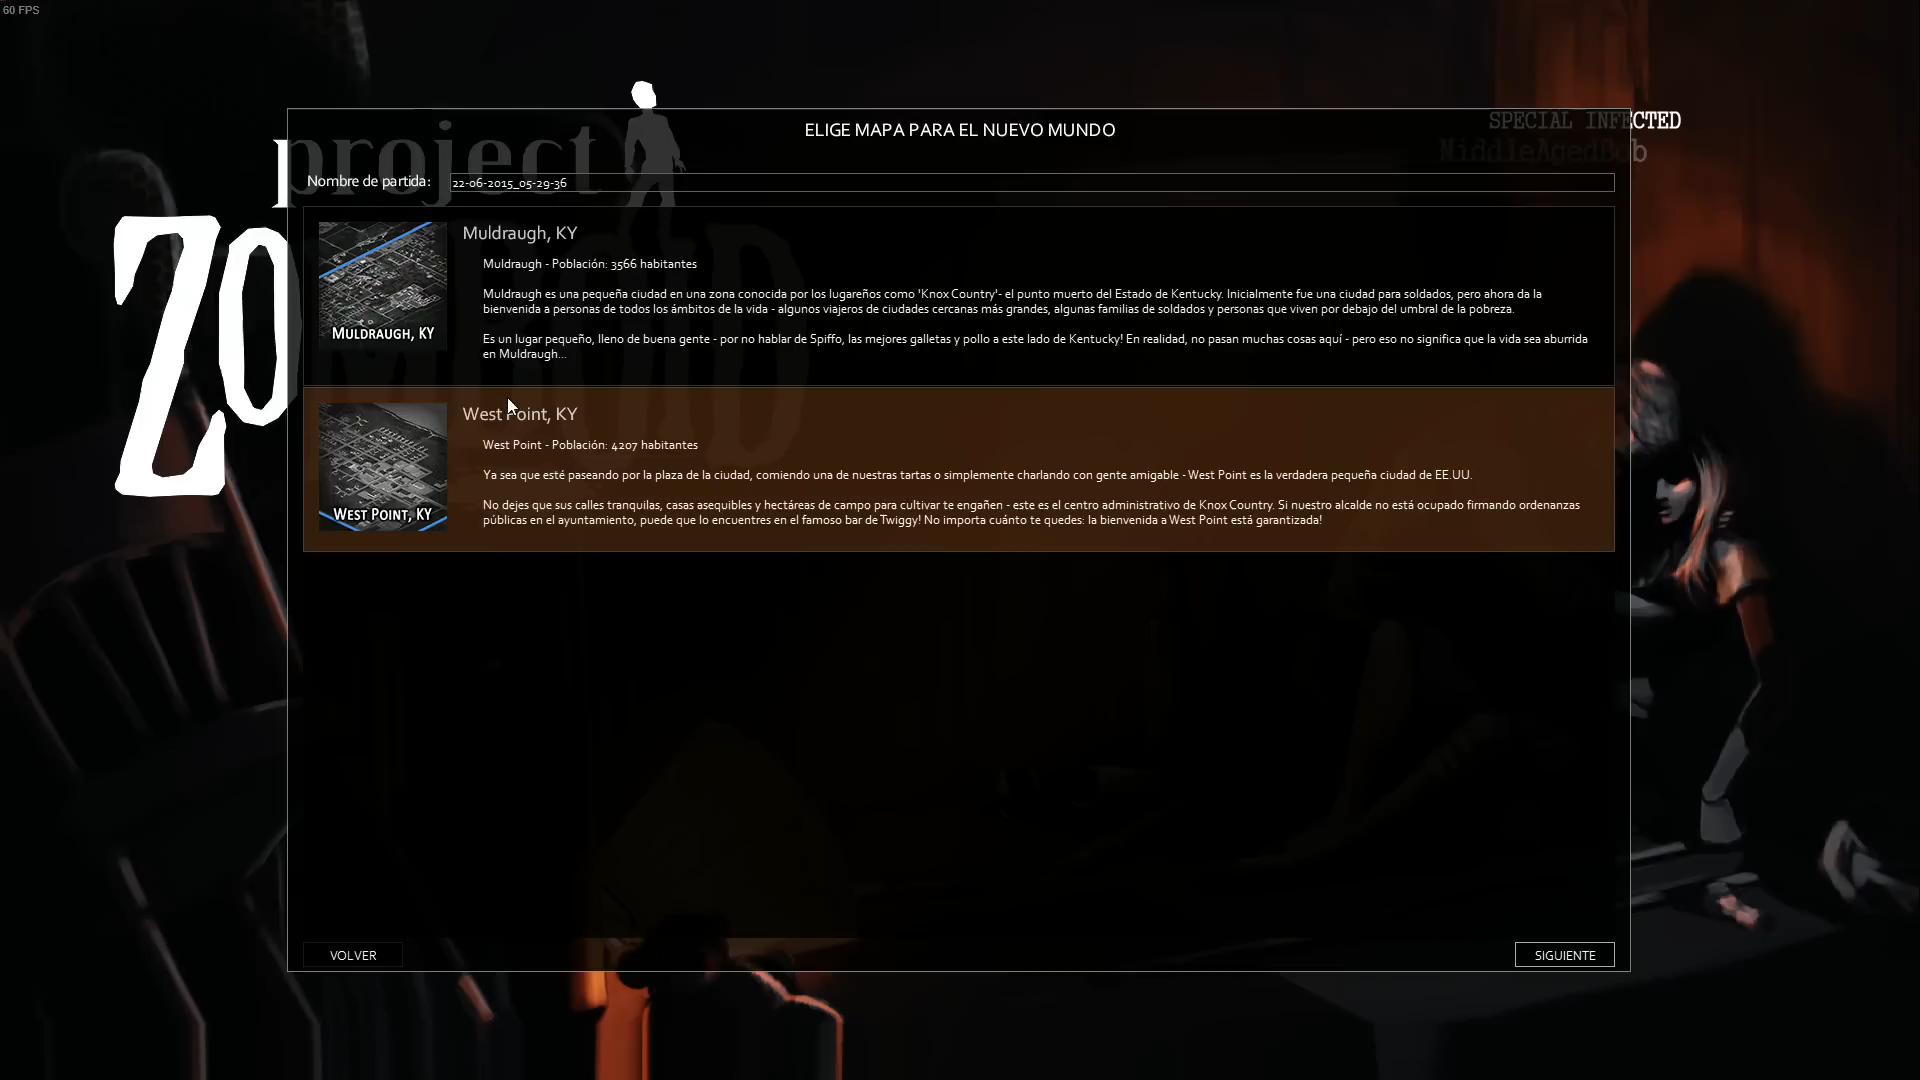 60 FPS
project
ZOMBOID
SPECIAL INFECTED
MiddleAgedBob
ELIGE MAPA PARA EL NUEVO MUNDO
Nombre de partida: 22-06-2015_05-29-36
Muldraugh, KY
MULDRAUGH, KY
Muldraugh - Población: 3566 habitantes
Muldraugh es una pequeña ciudad en una zona conocida por los lugareños como 'Knox Country'- el punto muerto del Estado de Kentucky. Inicialmente fue una ciudad para soldados, pero ahora da la
bienvenida a personas de todos los ámbitos de la vida - algunos viajeros de ciudades cercanas más grandes, algunas familias de soldados y personas que viven por debajo del umbral de la pobreza.
Es un lugar pequeño, lleno de buena gente - por no hablar de Spiffo, las mejores galletas y pollo a este lado de Kentucky! En realidad, no pasan muchas cosas aquí - pero eso no significa que la vida sea aburrida
en Muldraugh...
West Point, KY
WEST POINT, KY
West Point - Población: 4207 habitantes
Ya sea que esté paseando por la plaza de la ciudad, comiendo una de nuestras tartas o simplemente charlando con gente amigable - West Point es la verdadera pequeña ciudad de EE.UU.
No dejes que sus calles tranquilas, casas asequibles y hectáreas de campo para cultivar te engañen - este es el centro administrativo de Knox Country. Si nuestro alcalde no está ocupado firmando ordenanzas
públicas en el ayuntamiento, puede que lo encuentres en el famoso bar de Twiggy! No importa cuánto te quedes: la bienvenida a West Point está garantizada!
VOLVER
SIGUIENTE